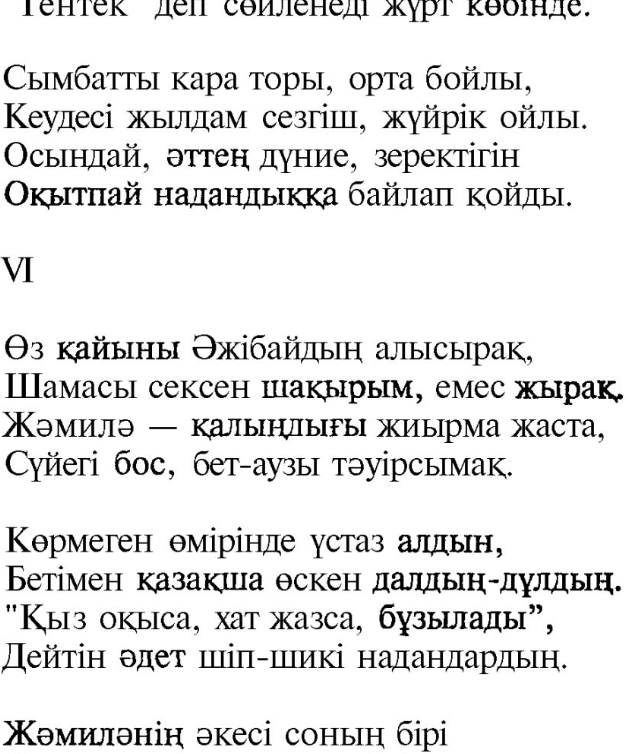 "Тентек" деп сөйленеді жүрт көбінде.
Сымбатты кара торы, орта бойлы,
Кеудесі жылдам сезгіш, жүйрік ойлы.
Осындай, әттең дүние, зеректігін
Оқытпай надандыққа байлап қойды.
VI
Өз қайыны Әжібайдың алысырақ,
Шамасы сексен шақырым, емес жырақ.
Жәмилә — қалыңдығы жиырма жаста,
Сүйегі бос, бет-аузы тәуірсымақ.
Көрмеген өмірінде үстаз алдын,
Бетімен қазақша өскен далдың-дұлдың.
"Қыз оқыса, хат жазса, бұзылады”,
Дейтін әдет шіп-шикі надандардың.
Жәмиләнің әкесі соның бірі